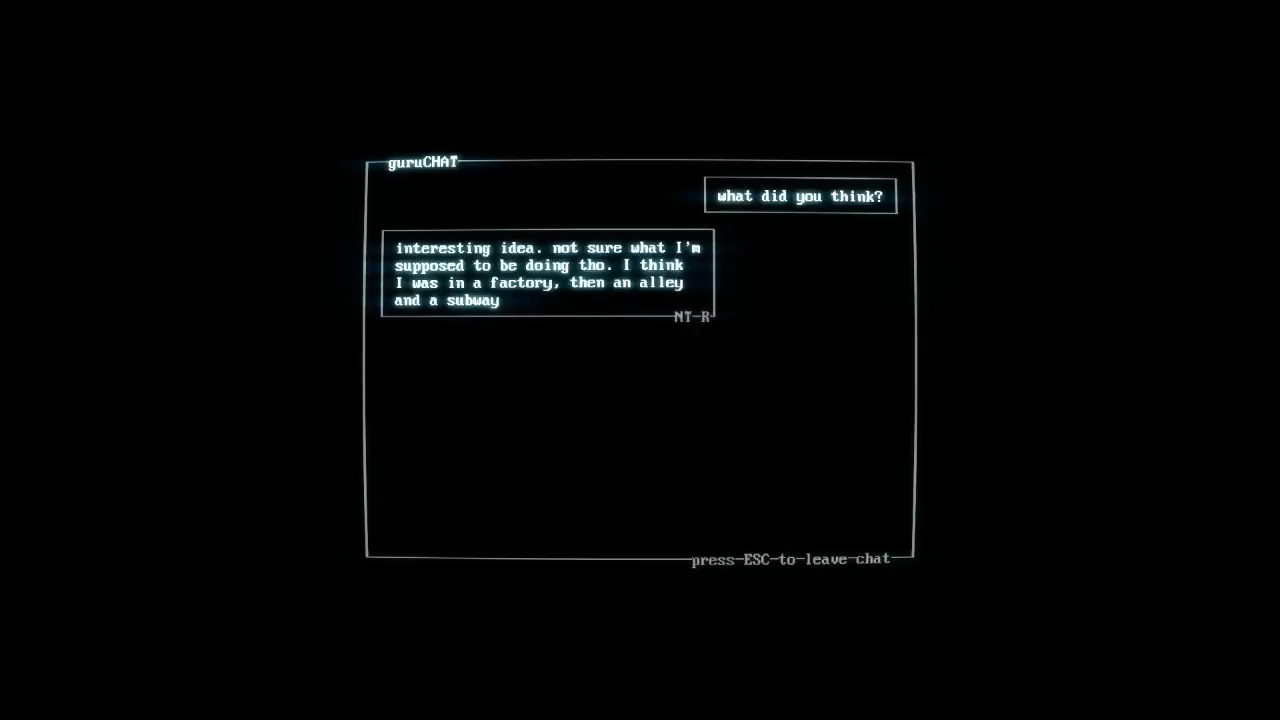 guruCHAT
what did you think?
interesting idea. not sure what I'm
supposed to be doing tho. I think
I was in a factory, then an alley
and a subway
NT-R
press-ESC-to-leave-chat